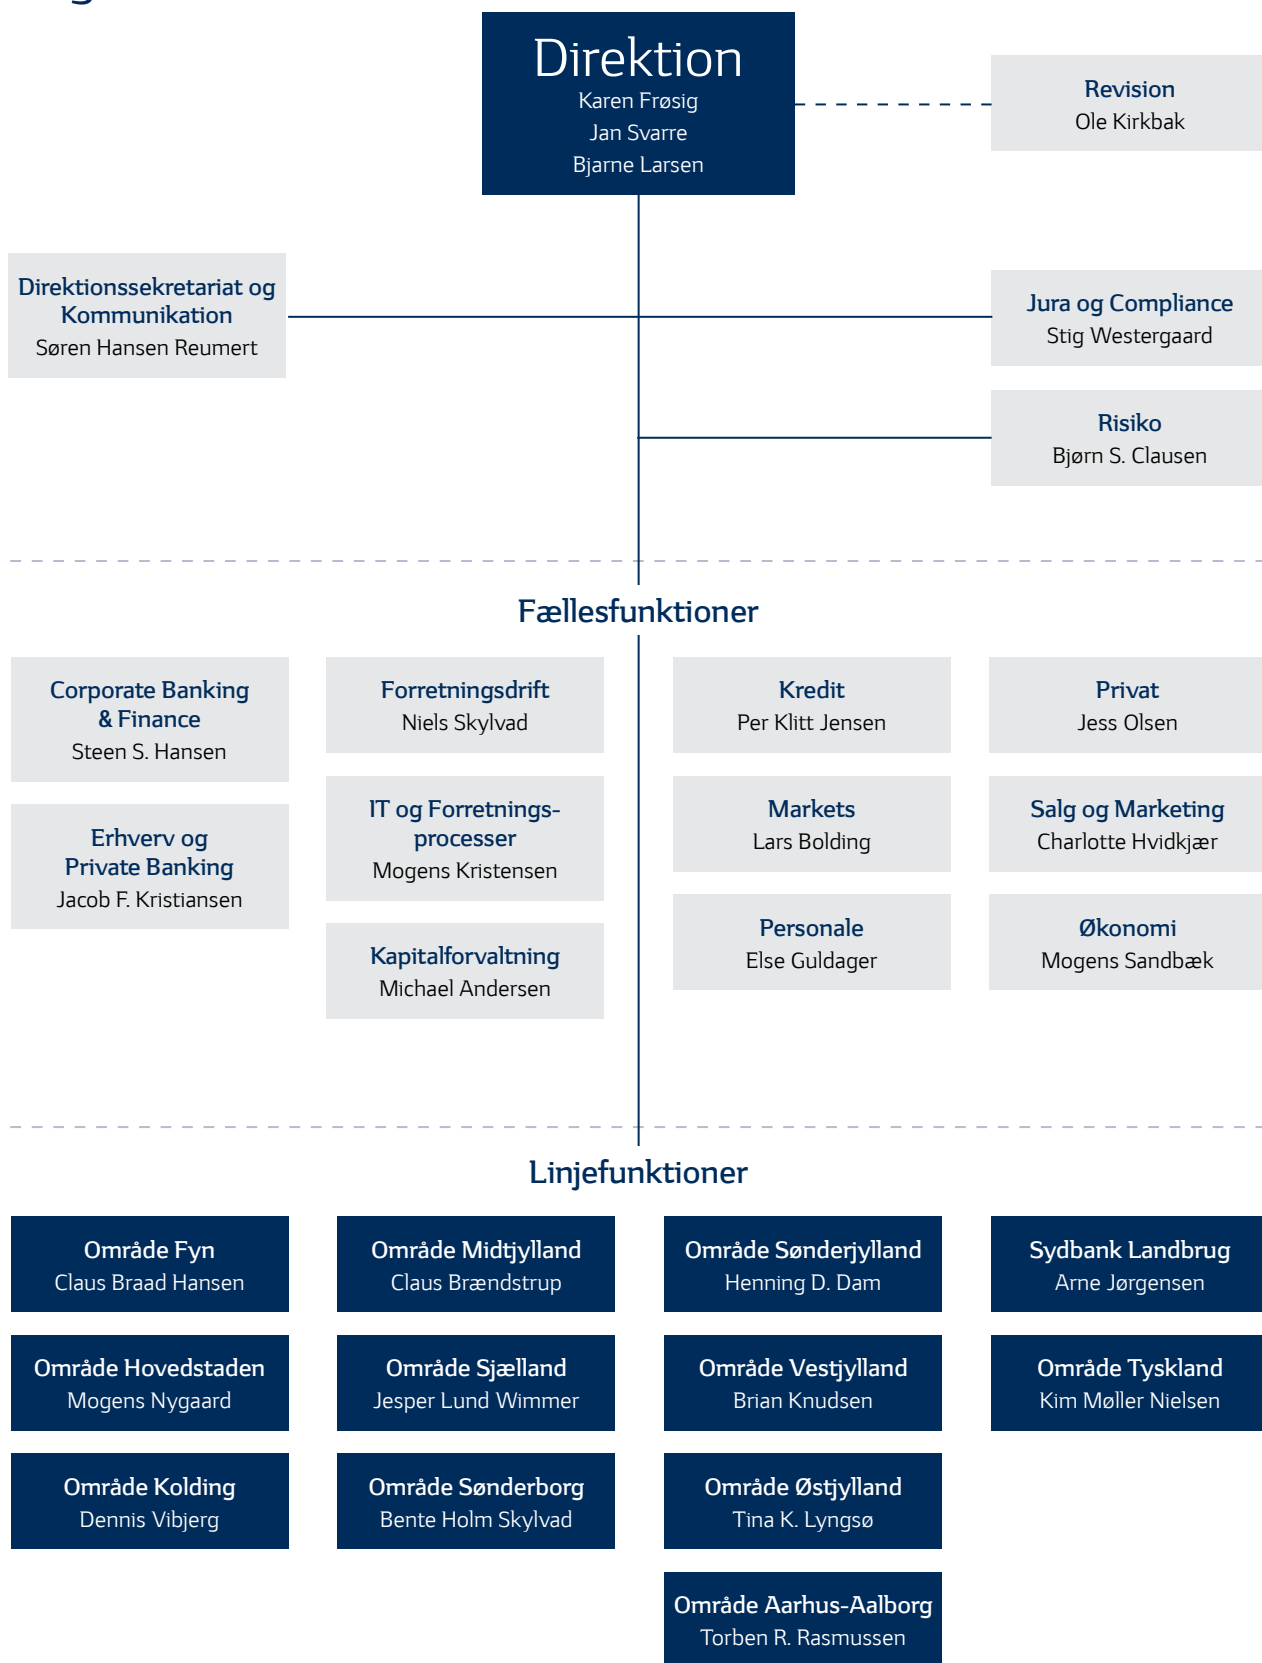 Direktion
Karen Frøsig
Jan Svarre
Bjarne Larsen
Revision
Ole Kirkbak
Direktionssekretariat og
Kommunikation
Søren Hansen Reumert
Jura og Compliance
Stig Westergaard
Risiko
Bjørn S. Clausen
Fællesfunktioner
Corporate Banking
& Finance
Steen S. Hansen
Erhverv og
Private Banking
Jacob F. Kristiansen
Forretningsdrift
Niels Skylvad
IT og Forretnings-
processer
Mogens Kristensen
Kapitalforvaltning
Michael Andersen
Kredit
Per Klitt Jensen
Markets
Lars Bolding
Personale
Else Guldager
Privat
Jess Olsen
Salg og Marketing
Charlotte Hvidkjær
Økonomi
Mogens Sandbæk
Linjefunktioner
Område Fyn
Claus Braad Hansen
Område Hovedstaden
Mogens Nygaard
Område Kolding
Dennis Vibjerg
Område Midtjylland
Claus Brændstrup
Område Sjælland
Jesper Lund Wimmer
Område Sønderborg
Bente Holm Skylvad
Område Sønderjylland
Henning D. Dam
Område Vestjylland
Brian Knudsen
Område Østjylland
Tina K. Lyngsø
Område Aarhus-Aalborg
Torben R. Rasmussen
Sydbank Landbrug
Arne Jørgensen
Område Tyskland
Kim Møller Nielsen